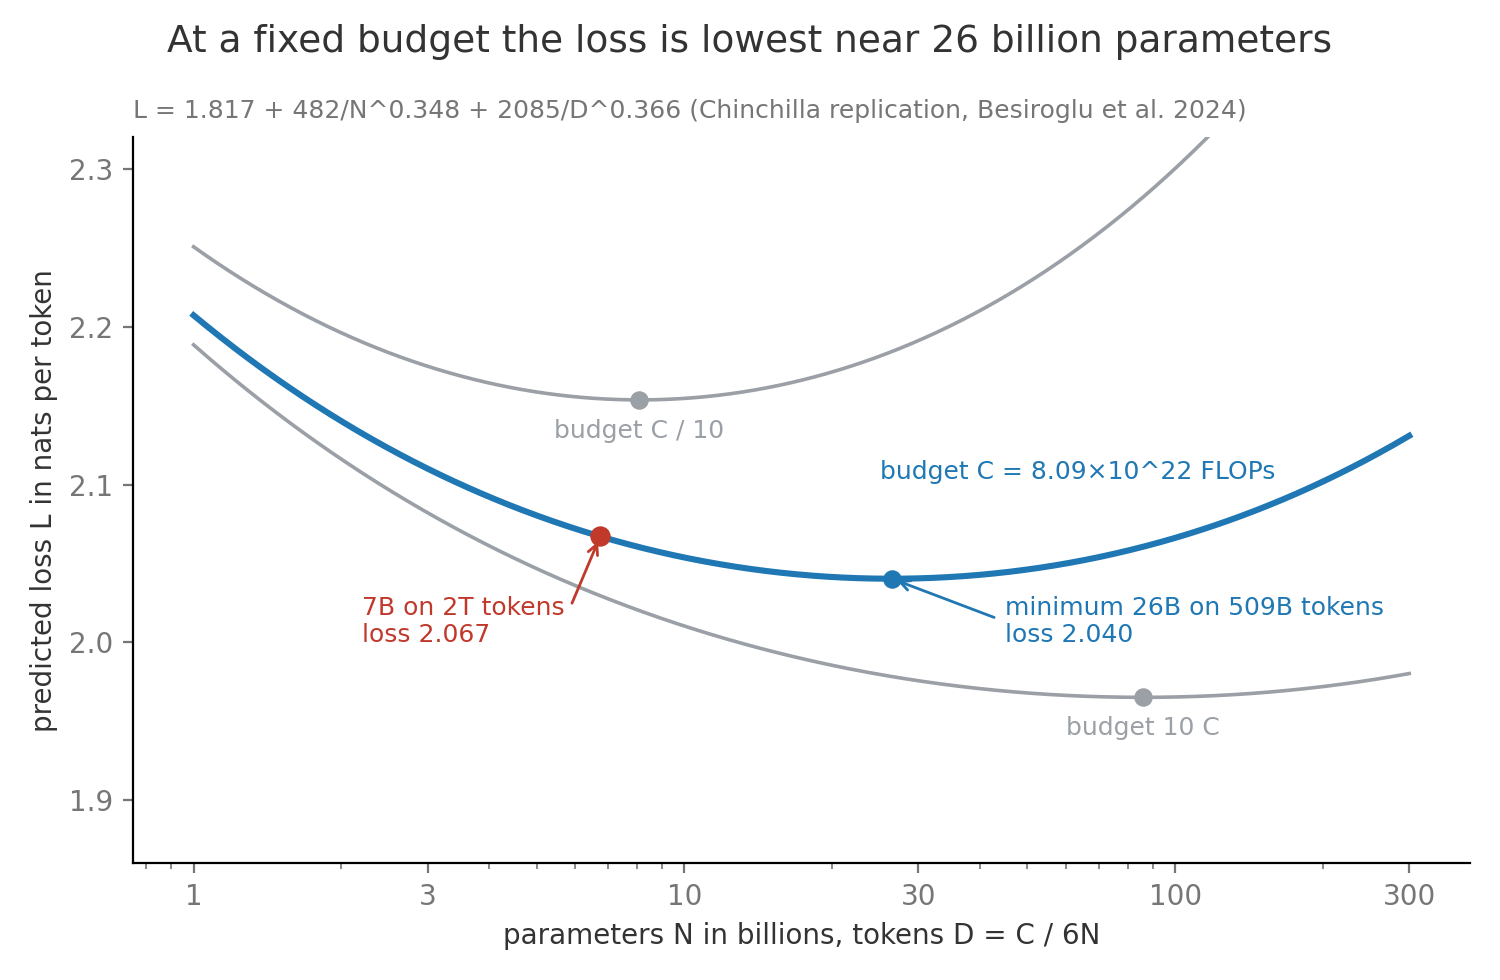 At a fixed budget the loss is lowest near 26 billion parameters
L = 1.817 + 482/N^0.348 + 2085/D^0.366 (Chinchilla replication, Besiroglu et al. 2024)
predicted loss L in nats per token
2.3
2.2
2.1
2.0
1.9
budget C / 10
budget C = 8.09×10^22 FLOPs
7B on 2T tokens
loss 2.067
minimum 26B on 509B tokens
loss 2.040
budget 10 C
1
3
10
30
100
300
parameters N in billions, tokens D = C / 6N